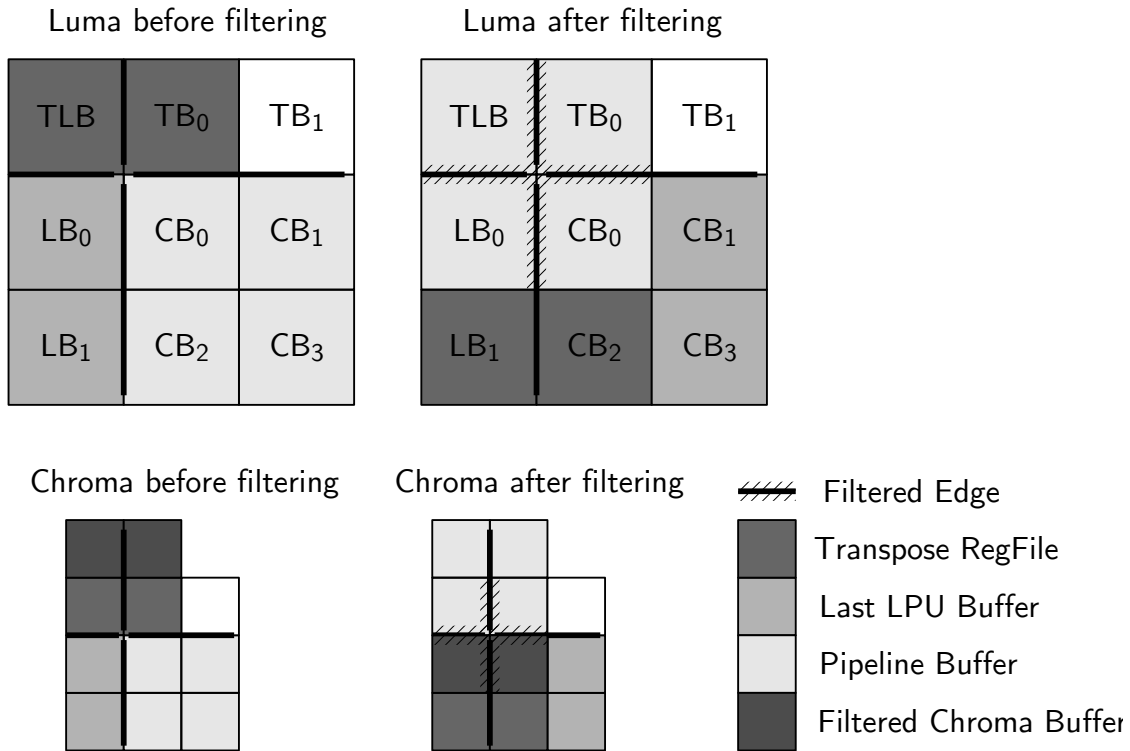 Luma before filtering
Luma after filtering
TLB TB₀ TB₁
LB₀ CB₀ CB₁
LB₁ CB₂ CB₃
TLB TB₀ TB₁
LB₀ CB₀ CB₁
LB₁ CB₂ CB₃
Chroma before filtering
Chroma after filtering
Filtered Edge
Transpose RegFile
Last LPU Buffer
Pipeline Buffer
Filtered Chroma Buffer